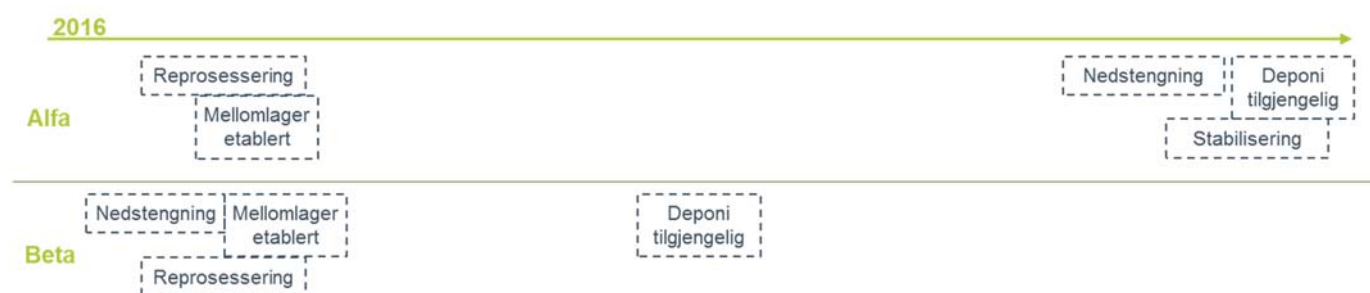 2016
Alfa
Reprosessering
Mellomlager
etablert
Nedstengning
Deponi
tilgjengelig
Stabilisering
Beta
Nedstengning
Mellomlager
etablert
Reprosessering
Deponi
tilgjengelig